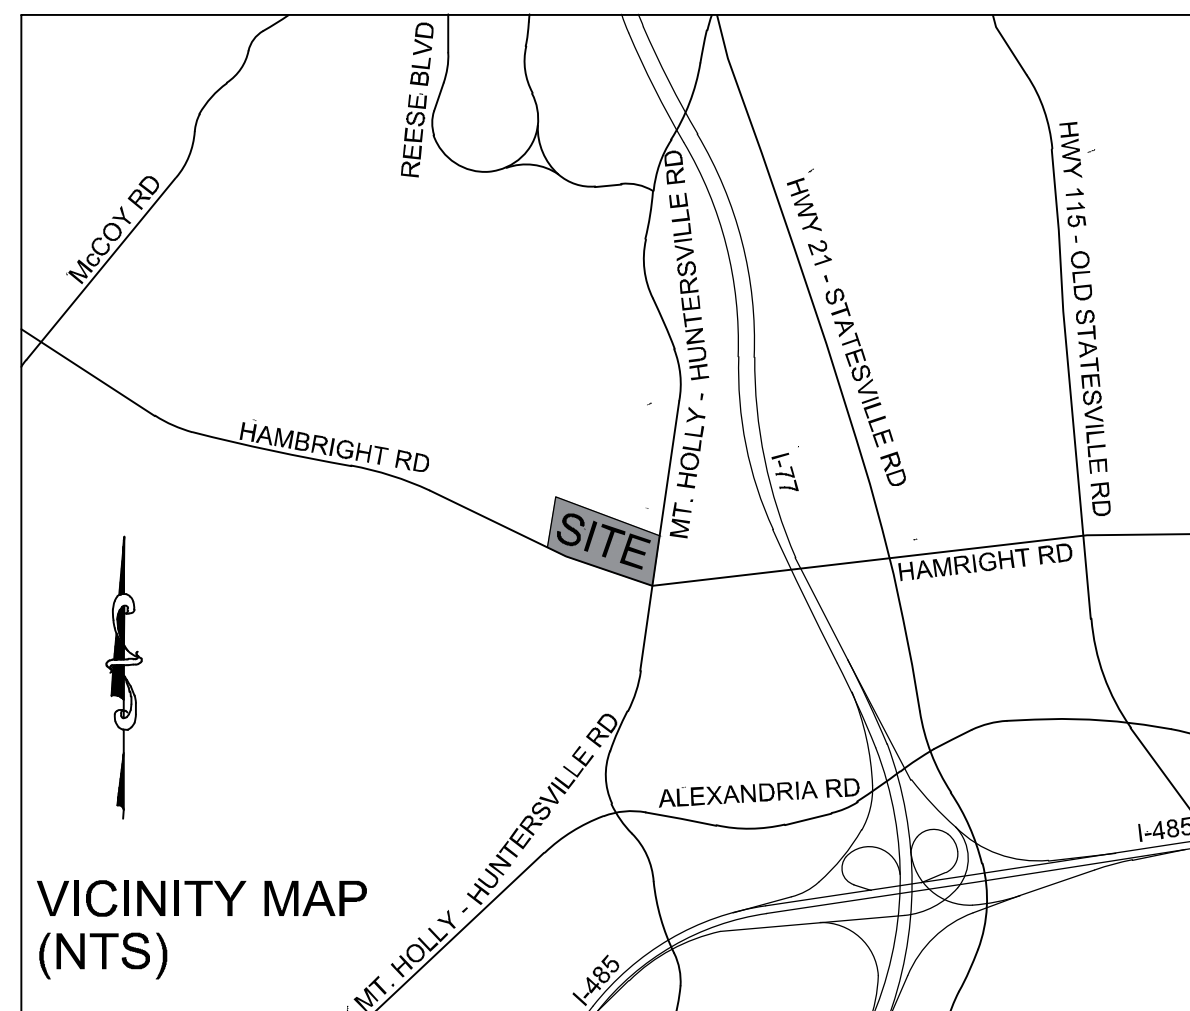 REESE BLVD
McCOY RD
MT. HOLLY - HUNTERSVILLE RD
HWY 21 - STATESVILLE RD
HWY 115 - OLD STATESVILLE RD
HAMBRIGHT RD
I-77
SITE
HAMRIGHT RD
MT. HOLLY - HUNTERSVILLE RD
ALEXANDRIA RD
I-485
VICINITY MAP
(NTS)
I-485